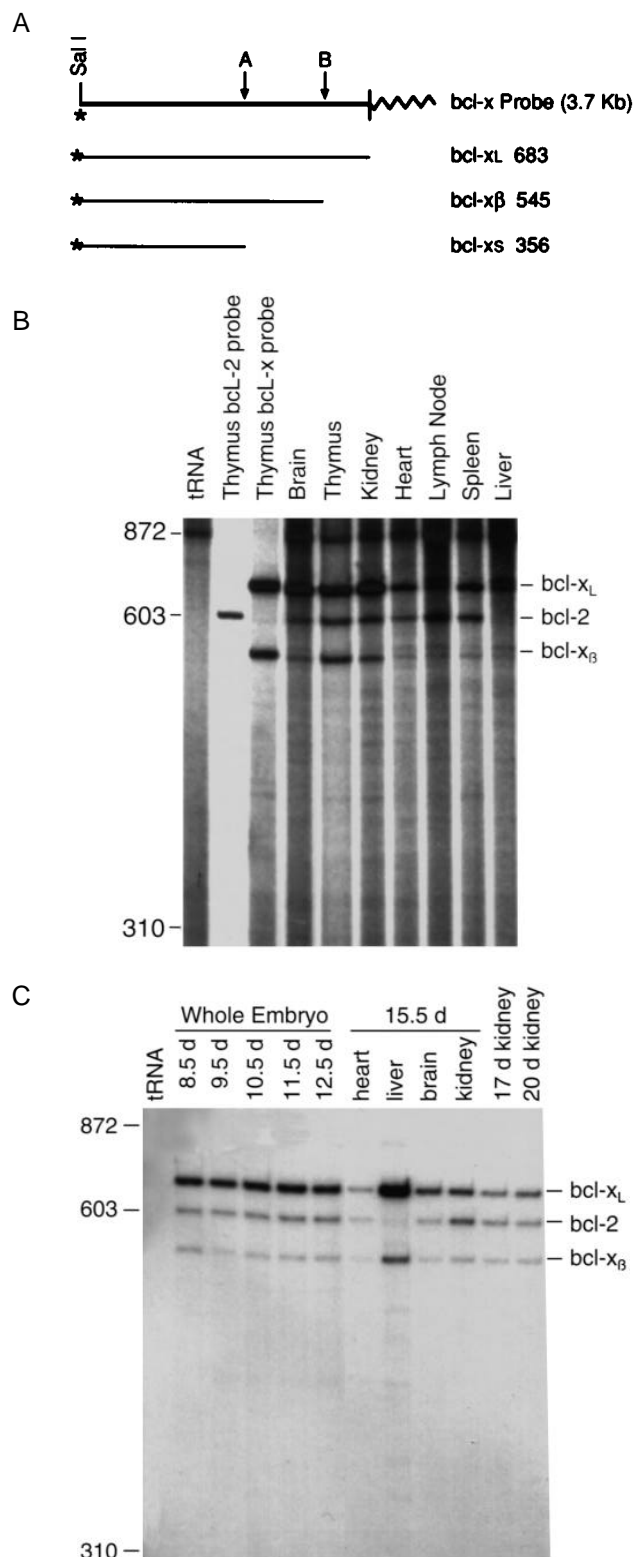 A
Sal I
A
B
* bcl-x Probe (3.7 Kb)
* bcl-xL 683
* bcl-xβ 545
* bcl-xs 356
B
tRNA
Thymus bcL-2 probe
Thymus bcL-x probe
Brain
Thymus
Kidney
Heart
Lymph Node
Spleen
Liver
872
603
310
bcl-xL
bcl-2
bcl-xβ
C
Whole Embryo
15.5 d
tRNA
8.5 d
9.5 d
10.5 d
11.5 d
12.5 d
heart
liver
brain
kidney
17 d kidney
20 d kidney
872
603
310
bcl-xL
bcl-2
bcl-xβ